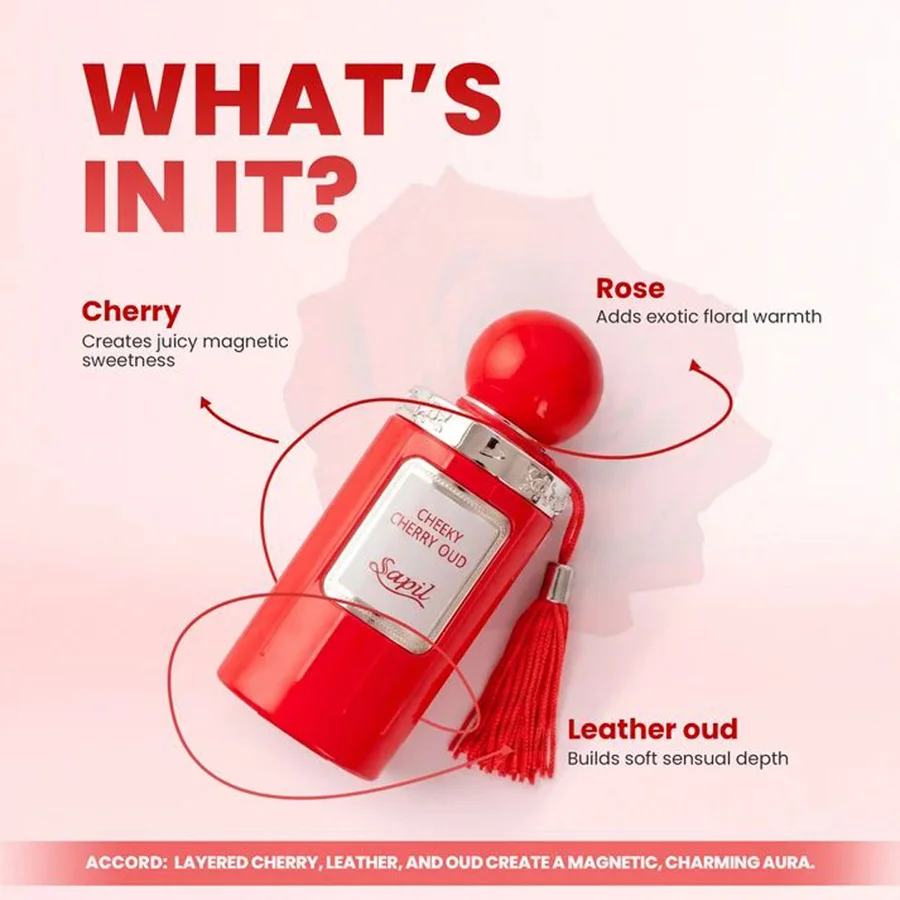 WHAT'S
IN IT?
Cherry
Creates juicy magnetic
sweetness
Rose
Adds exotic floral warmth
CHEEKY
CHERRY OUD
Sapil
Leather oud
Builds soft sensual depth
ACCORD: LAYERED CHERRY, LEATHER, AND OUD CREATE A MAGNETIC, CHARMING AURA.